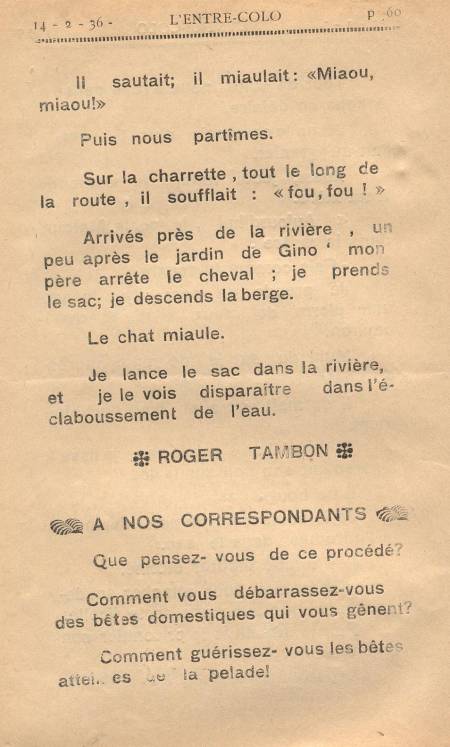 14 - 2 - 36 - L'ENTRE-COLO p 60
Il sautait; il miaulait: «Miaou,
miaou!»
Puis nous partîmes.
Sur la charrette , tout le long de
la route , il soufflait : «fou, fou ! »
Arrivés près de la rivière , un
peu après le jardin de Gino ‘ mon
père arrête le cheval ; je prends
le sac; je descends la berge.
Le chat miaule.
Je lance le sac dans la rivière,
et je le vois disparaître dans l'é-
claboussement de l'eau.
ROGER TAMBON
A NOS CORRESPONDANTS
Que pensez- vous de ce procédé?
Comment vous débarrassez-vous
des bêtes domestiques qui vous gênent?
Comment guérissez- vous les bêtes
de la pelade!